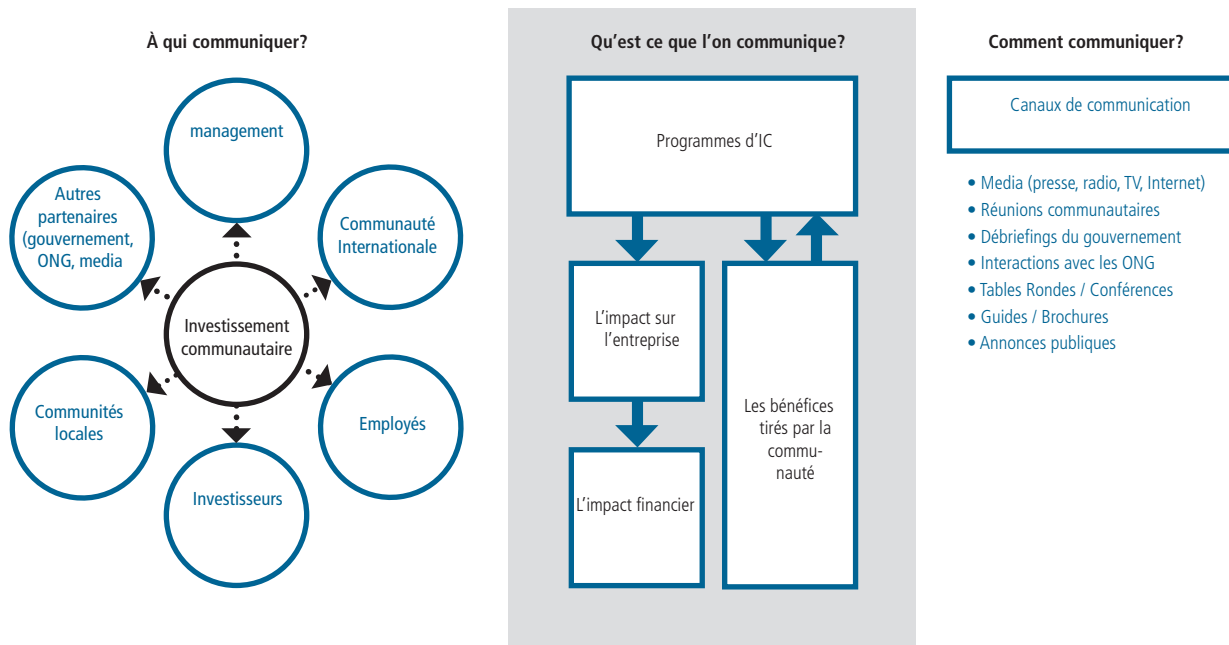 À qui communiquer?
management
Autres
partenaires
(gouvernement,
ONG, media
Communauté
Internationale
Investissement
communautaire
Communités
locales
Employés
Investisseurs
Qu’est ce que l’on communique?
Programmes d’IC
L’impact sur
l’entreprise
Les bénéfices
tirés par la
commu-
nauté
L’impact financier
Comment communiquer?
Canaux de communication
• Media (presse, radio, TV, Internet)
• Réunions communautaires
• Débriefings du gouvernement
• Interactions avec les ONG
• Tables Rondes / Conférences
• Guides / Brochures
• Annonces publiques